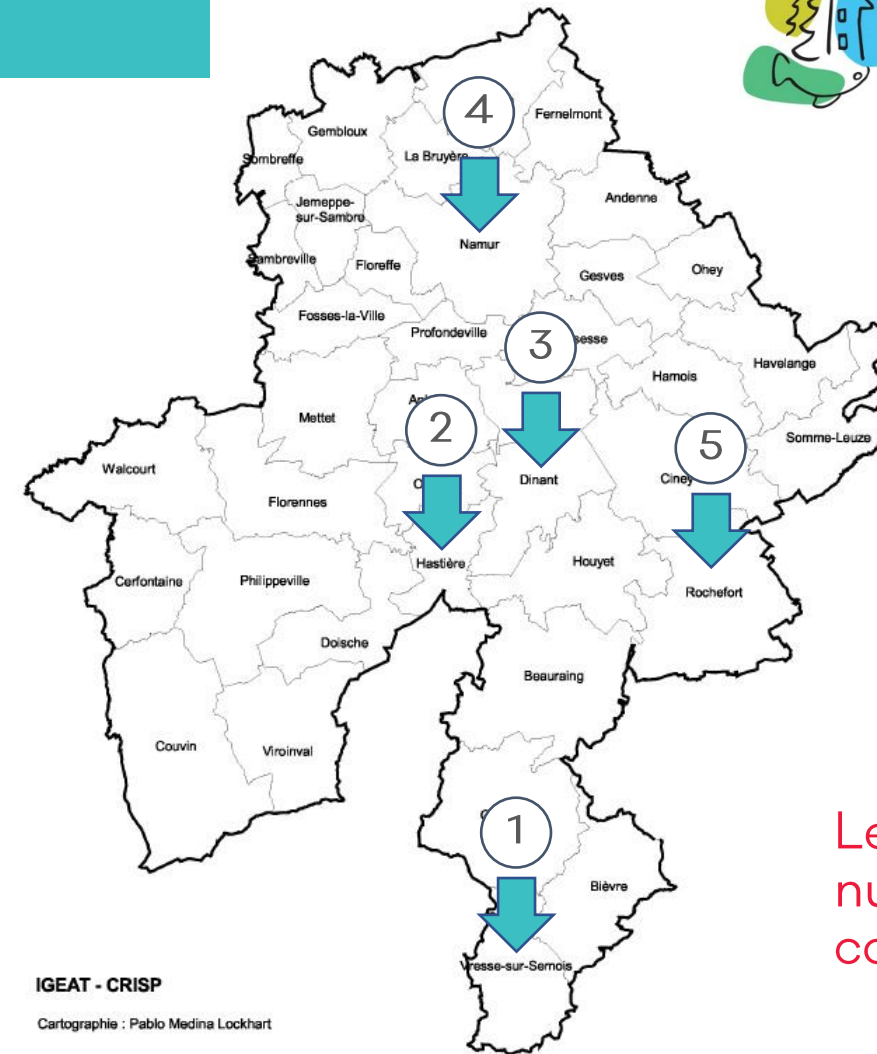 4
Fernelmont
Gembloux
La Bruyère
Sombreffe
Andenne
Jemeppe-
sur-Sambre
Namur
Floreffe
Gesves
Ohey
Fosses-la-Ville
Profondeville
3
Havelange
Hamois
Mettet
2
5
Somme-Leuze
Walcourt
Ciney
Dinant
Florennes
Hastière
Houyet
Cerfontaine
Philippeville
Rochefort
Doische
Beauraing
Couvin
Viroinval
1
Bièvre
IGEAT - CRISP
Cartographie : Pablo Medina Lockhart